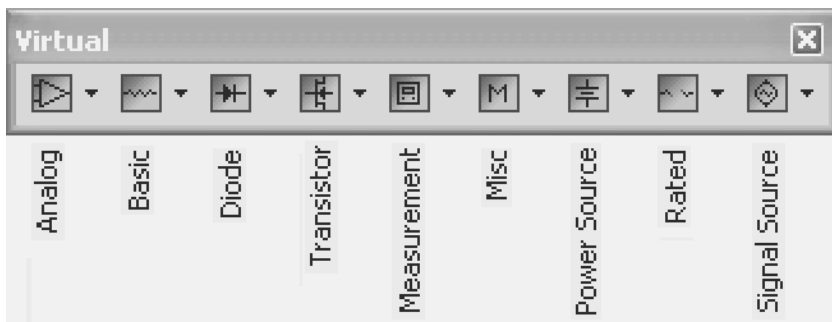 Virtual
M
Analog
Basic
Diode
Transistor
Measurement
Misc
Power Source
Rated
Signal Source